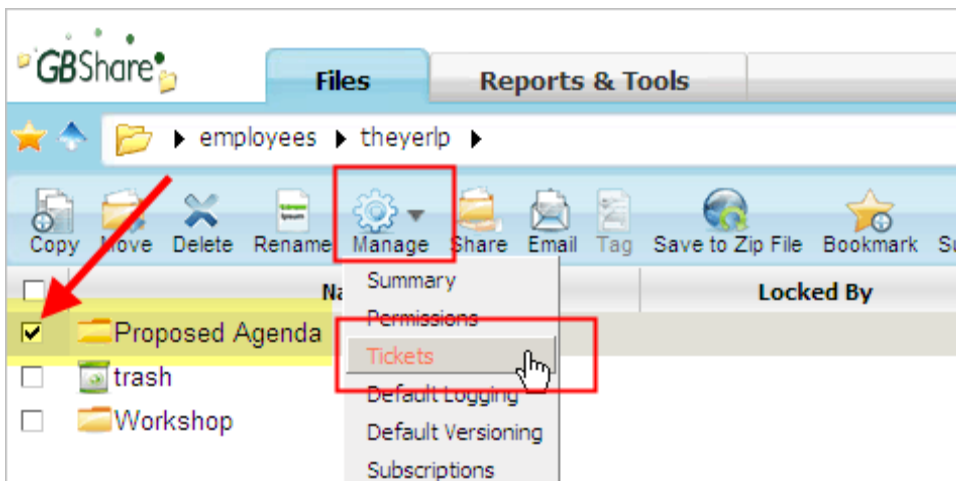 GBShare
Files Reports & Tools
employees theyerlp
Copy Move Delete Rename Manage Share Email Tag Save to Zip File Bookmark
Locked By
Proposed Agenda
trash
Workshop
Summary
Permissions
Tickets
Default Logging
Default Versioning
Subscriptions